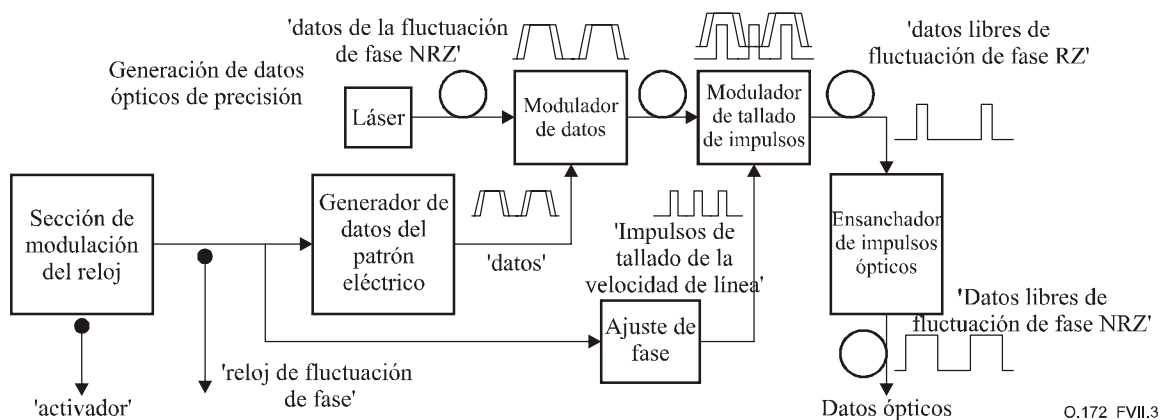 'datos de la fluctuación
de fase NRZ'
'datos libres de
fluctuación de fase RZ'
Generación de datos
ópticos de precisión
Láser
Modulador
de datos
Modulador
de tallado
de impulsos
Sección de
modulación
del reloj
Generador de
datos del
patrón
eléctrico
'datos'
'Impulsos de
tallado de la
velocidad de línea'
Ensanchador
de impulsos
ópticos
Ajuste de
fase
'Datos libres de
fluctuación de fase NRZ'
'reloj de fluctuación
de fase'
'activador'
Datos ópticos
O.172_FVII.3